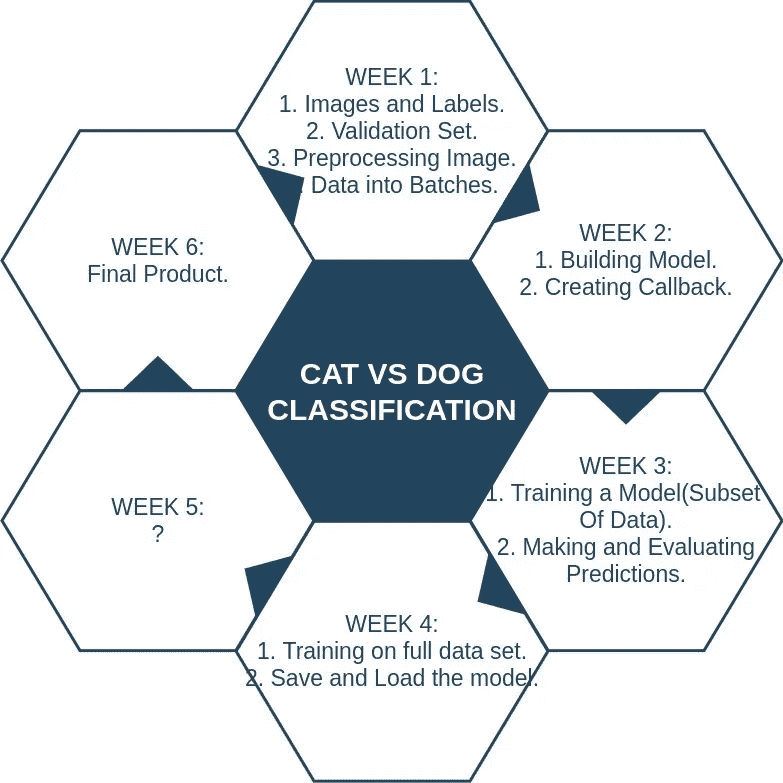 WEEK 1:
1. Images and Labels.
2. Validation Set.
3. Preprocessing Image.
Data into Batches.
WEEK 6:
Final Product.
WEEK 2:
1. Building Model.
2. Creating Callback.
CAT VS DOG
CLASSIFICATION
WEEK 5:
?
WEEK 3:
1. Training a Model(Subset
Of Data).
2. Making and Evaluating
Predictions.
WEEK 4:
1. Training on full data set.
2. Save and Load the model.